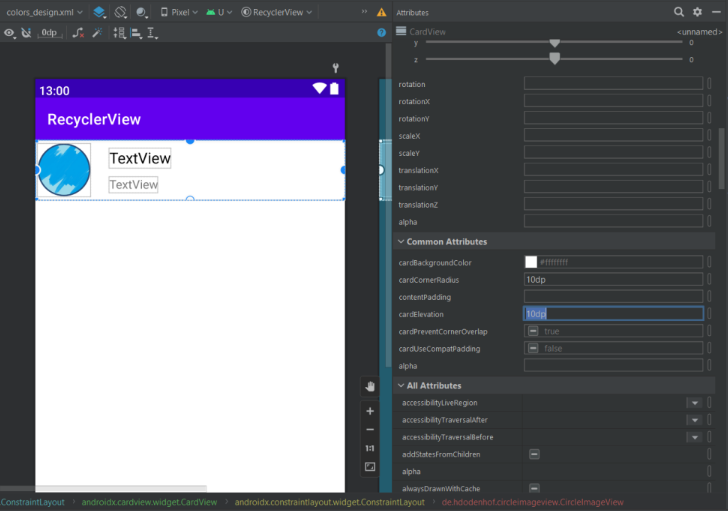 colors_design.xml Pixel U RecyclerView Attributes
0dp CardView <unnamed>
y 0
z 0
13:00
RecyclerView
TextView
TextView
1:1
rotation
rotationX
rotationY
scaleX
scaleY
translationX
translationY
translationZ
alpha
Common Attributes
cardBackgroundColor #ffffffff
cardCornerRadius 10dp
contentPadding
cardElevation 10dp
cardPreventCornerOverlap true
cardUseCompatPadding false
alpha
All Attributes
accessibilityLiveRegion
accessibilityTraversalAfter
accessibilityTraversalBefore
addStatesFromChildren
alpha
alwaysDrawnWithCache
.ConstraintLayout > androidx.cardview.widget.CardView > androidx.constraintlayout.widget.ConstraintLayout > de.hdodenhof.circleimageview.CircleImageView